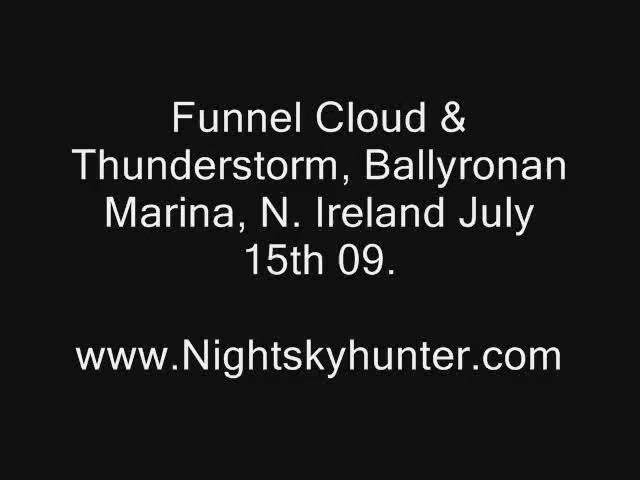 Funnel Cloud &
Thunderstorm, Ballyronan
Marina, N. Ireland July
15th 09.
www.Nightskyhunter.com